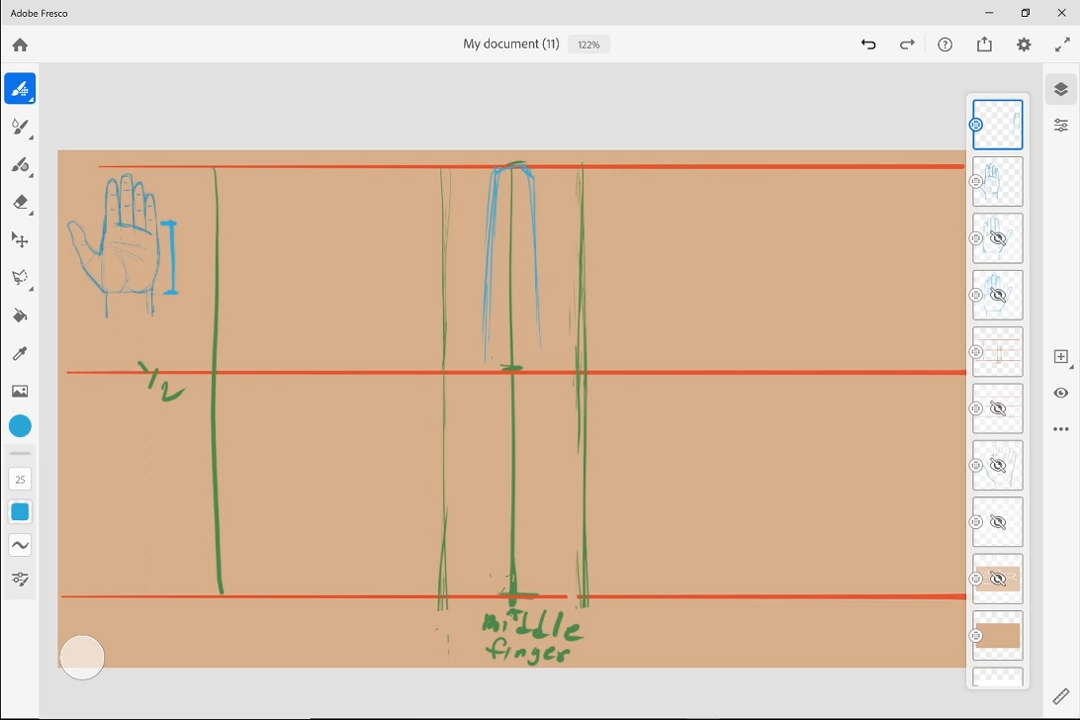 Adobe Fresco
My document (11)
122%
25
1/2
Middle
finger